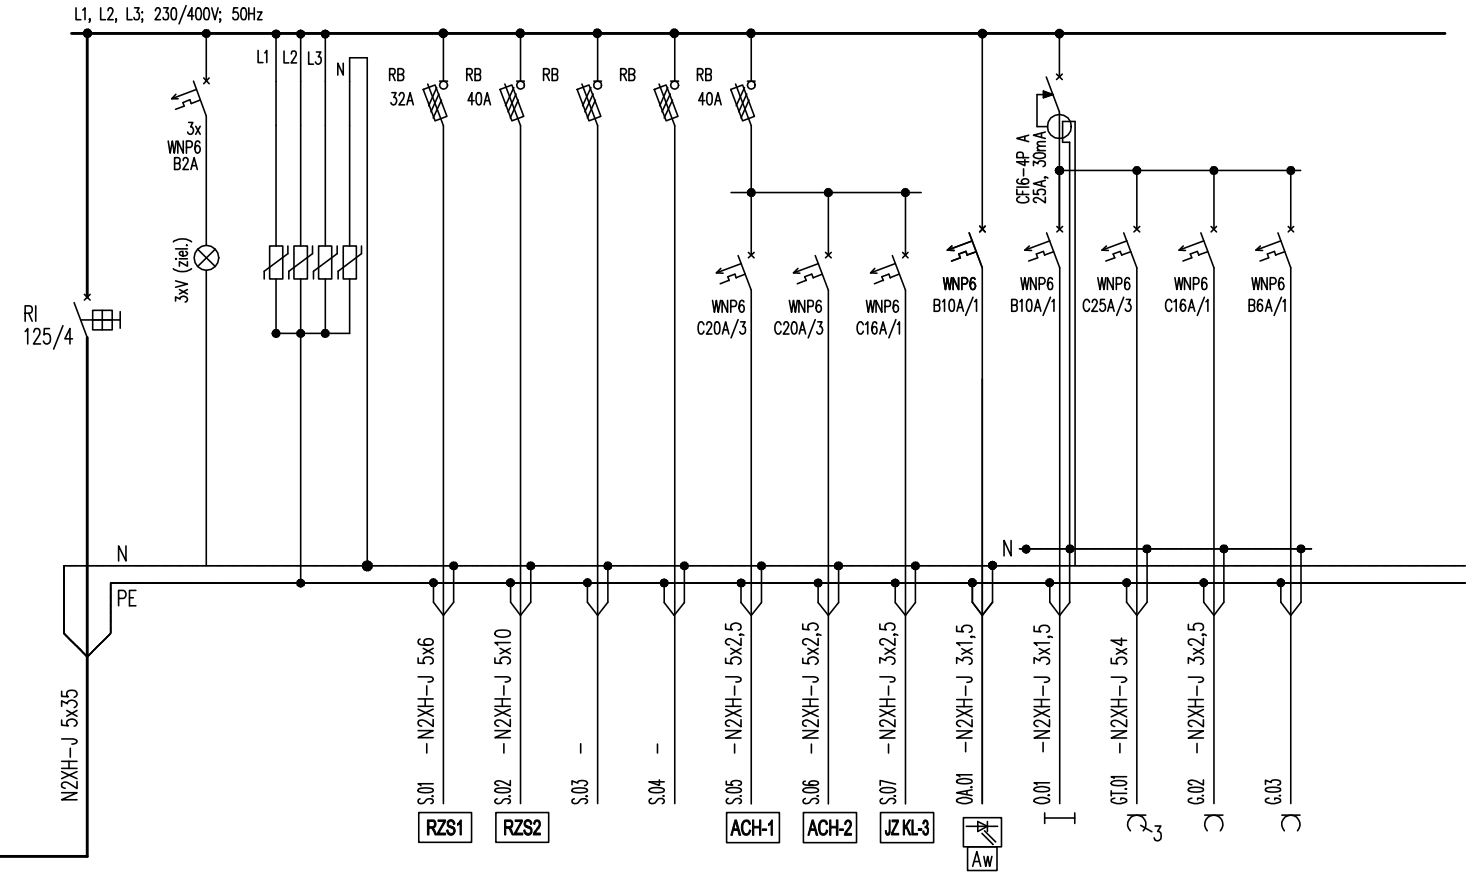 L1, L2, L3; 230/400V; 50Hz
L1
L2
L3
N
RB
32A
RB
40A
RB
RB
RB
40A
3x
WNP6
B2A
3xV (ziel.)
RI
125/4
CFI6-4P A
25A, 30mA
WNP6
C20A/3
WNP6
C20A/3
WNP6
C16A/1
WNP6
B10A/1
WNP6
B10A/1
WNP6
C25A/3
WNP6
C16A/1
WNP6
B6A/1
N
N
PE
N2XH-J 5x35
S.01 -N2XH-J 5x6
S.02 -N2XH-J 5x10
S.03 -
S.04 -
S.05 -N2XH-J 5x2,5
S.06 -N2XH-J 5x2,5
S.07 -N2XH-J 3x2,5
OA.01 -N2XH-J 3x1,5
O.01 -N2XH-J 3x1,5
GT.01 -N2XH-J 5x4
G.02 -N2XH-J 3x2,5
G.03
RZS1
RZS2
ACH-1
ACH-2
JZ KL-3
Aw
3